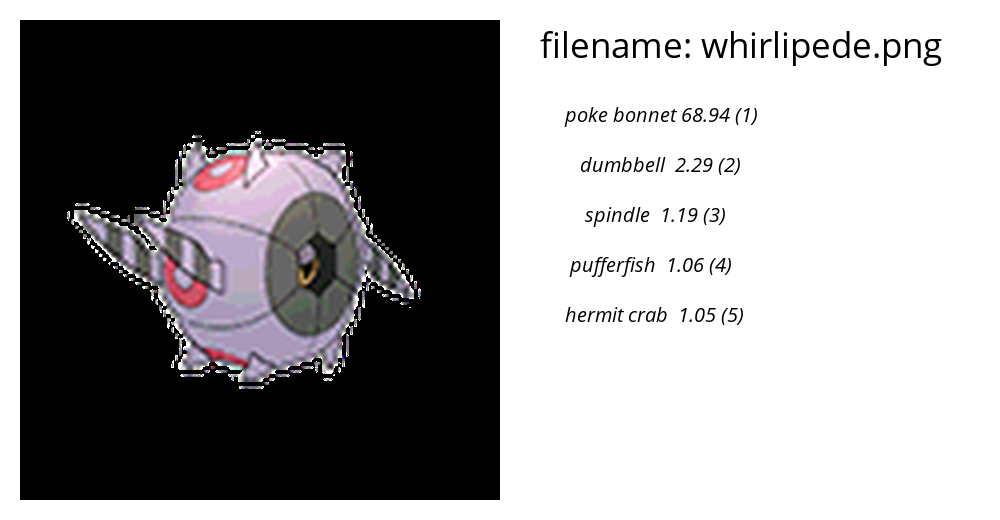 filename: whirlipede.png
poke bonnet 68.94 (1)
dumbbell 2.29 (2)
spindle 1.19 (3)
pufferfish 1.06 (4)
hermit crab 1.05 (5)